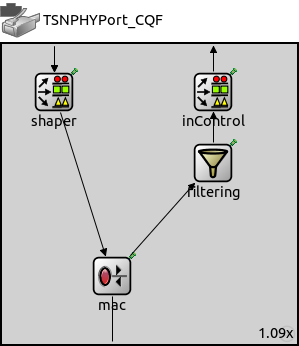 TSNPHYPort_CQF
shaper
inControl
filtering
mac
1.09x